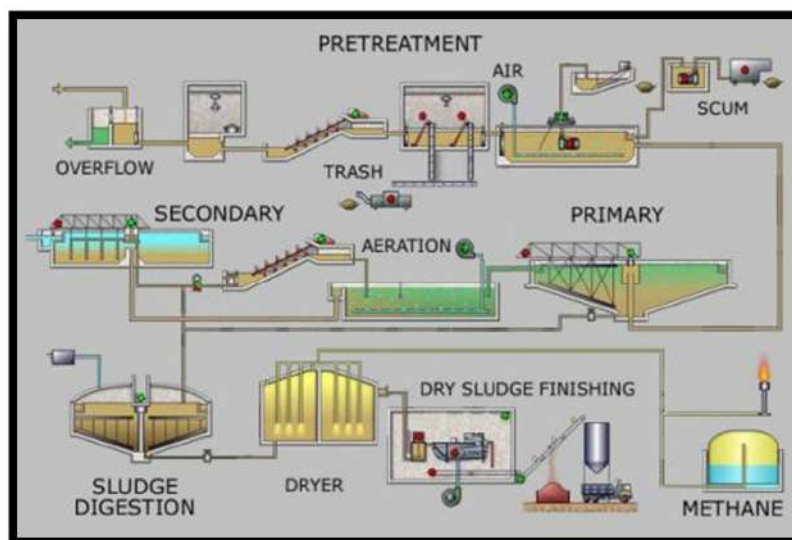 PRETREATMENT
AIR
SCUM
OVERFLOW
TRASH
SECONDARY
PRIMARY
AERATION
DRY SLUDGE FINISHING
SLUDGE
DIGESTION
DRYER
METHANE